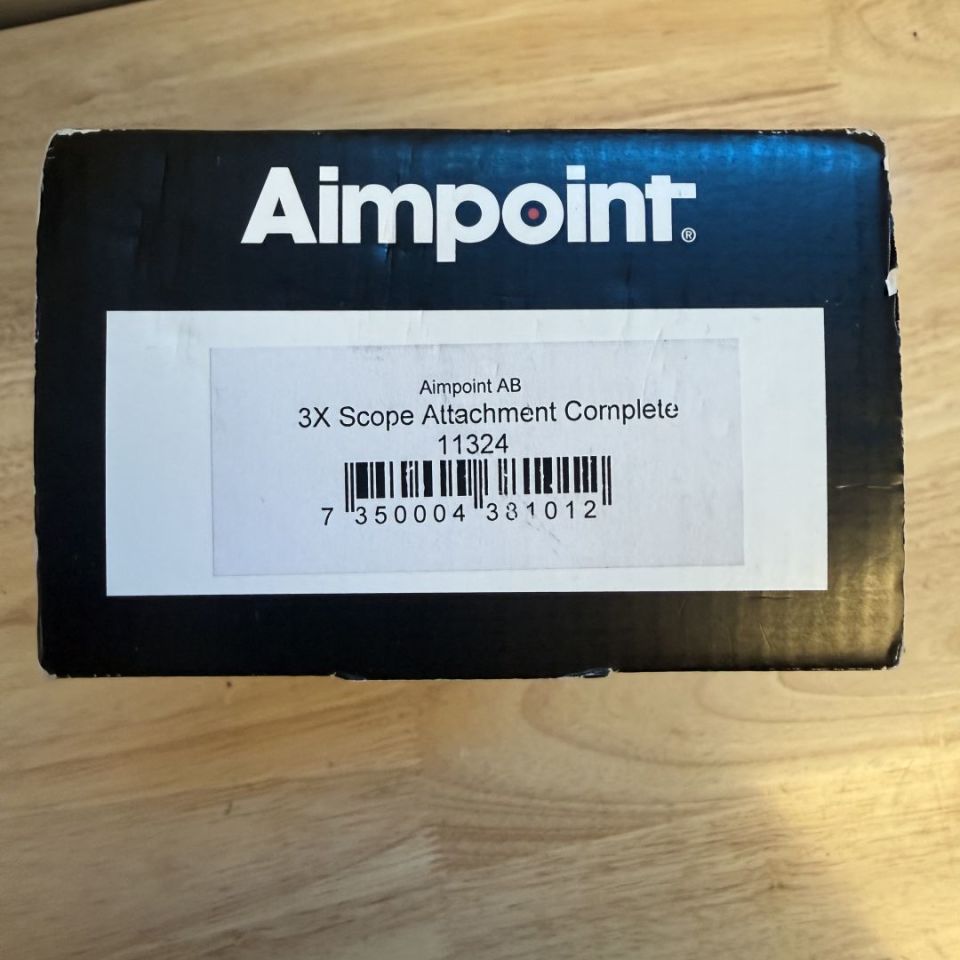 Aimpoint®
Aimpoint AB
3X Scope Attachment Complete
11324
7 350004 381012